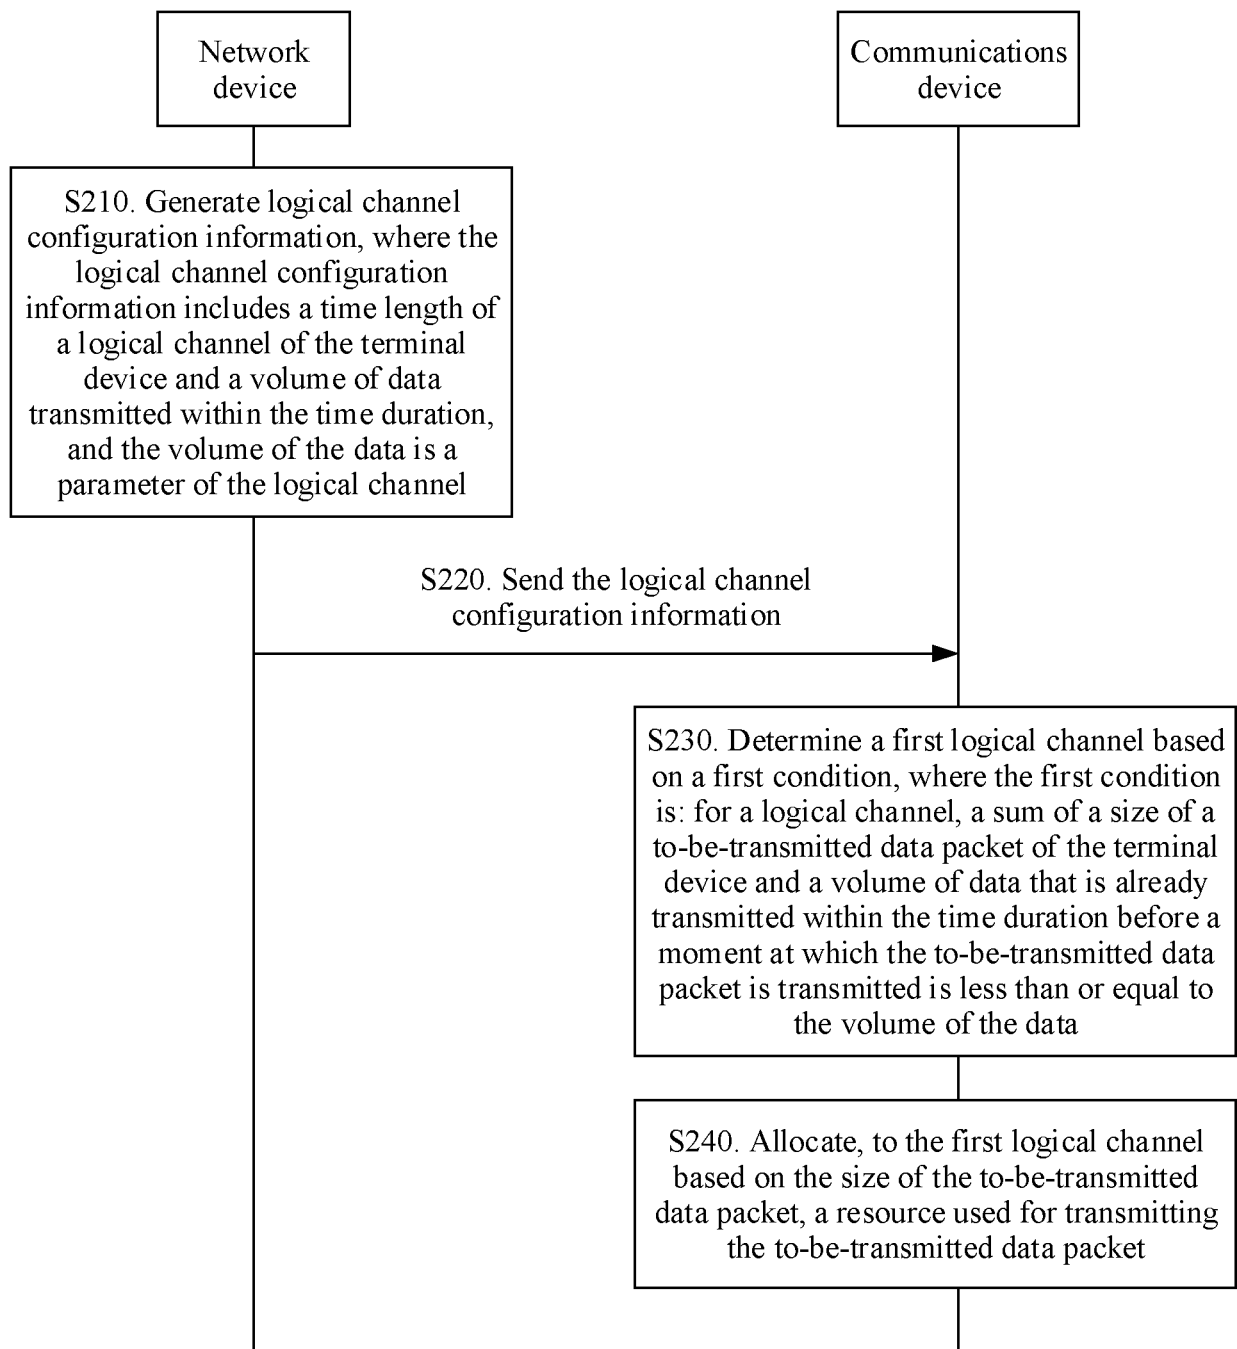 Network
device
Communications
device
S210. Generate logical channel
configuration information, where the
logical channel configuration
information includes a time length of
a logical channel of the terminal
device and a volume of data
transmitted within the time duration,
and the volume of the data is a
parameter of the logical channel
S220. Send the logical channel
configuration information
S230. Determine a first logical channel based
on a first condition, where the first condition
is: for a logical channel, a sum of a size of a
to-be-transmitted data packet of the terminal
device and a volume of data that is already
transmitted within the time duration before a
moment at which the to-be-transmitted data
packet is transmitted is less than or equal to
the volume of the data
S240. Allocate, to the first logical channel
based on the size of the to-be-transmitted
data packet, a resource used for transmitting
the to-be-transmitted data packet